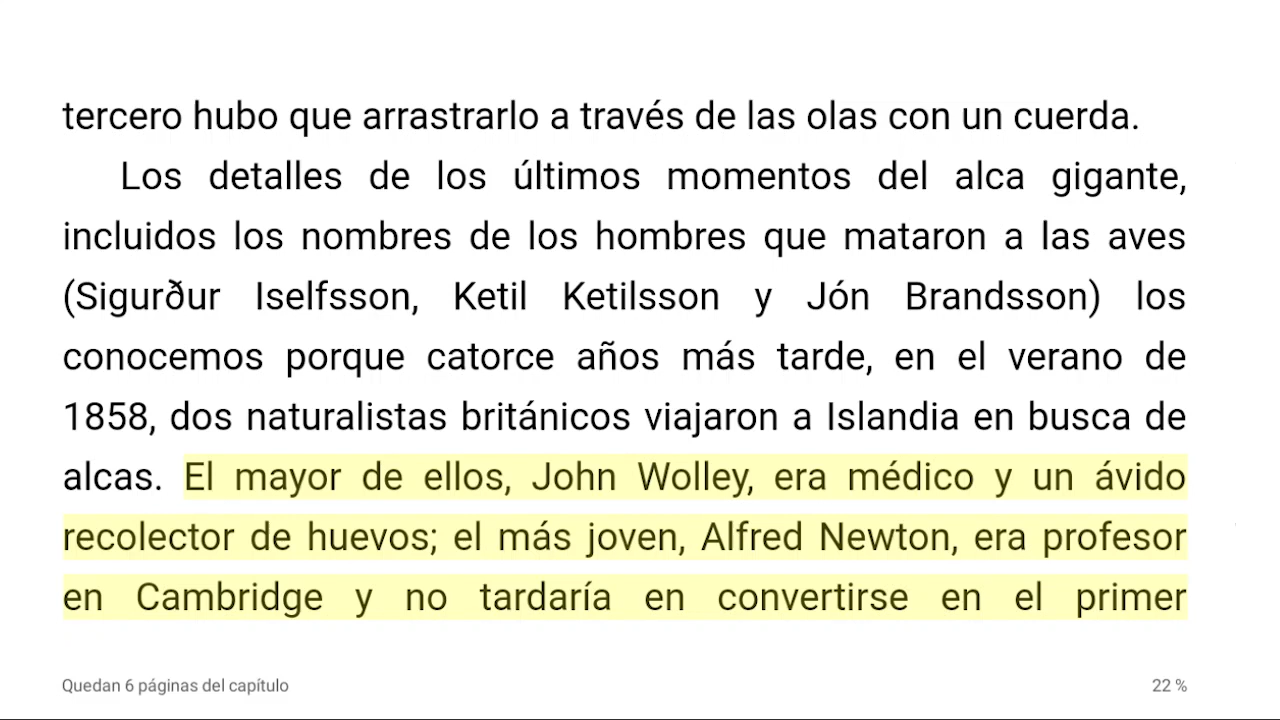 tercero hubo que arrastrarlo a través de las olas con un cuerda.
Los detalles de los últimos momentos del alca gigante,
incluidos los nombres de los hombres que mataron a las aves
(Sigurður Iselfsson, Ketil Ketilsson y Jón Brandsson) los
conocemos porque catorce años más tarde, en el verano de
1858, dos naturalistas británicos viajaron a Islandia en busca de
alcas. El mayor de ellos, John Wolley, era médico y un ávido
recolector de huevos; el más joven, Alfred Newton, era profesor
en Cambridge y no tardaría en convertirse en el primer
Quedan 6 páginas del capítulo
22 %